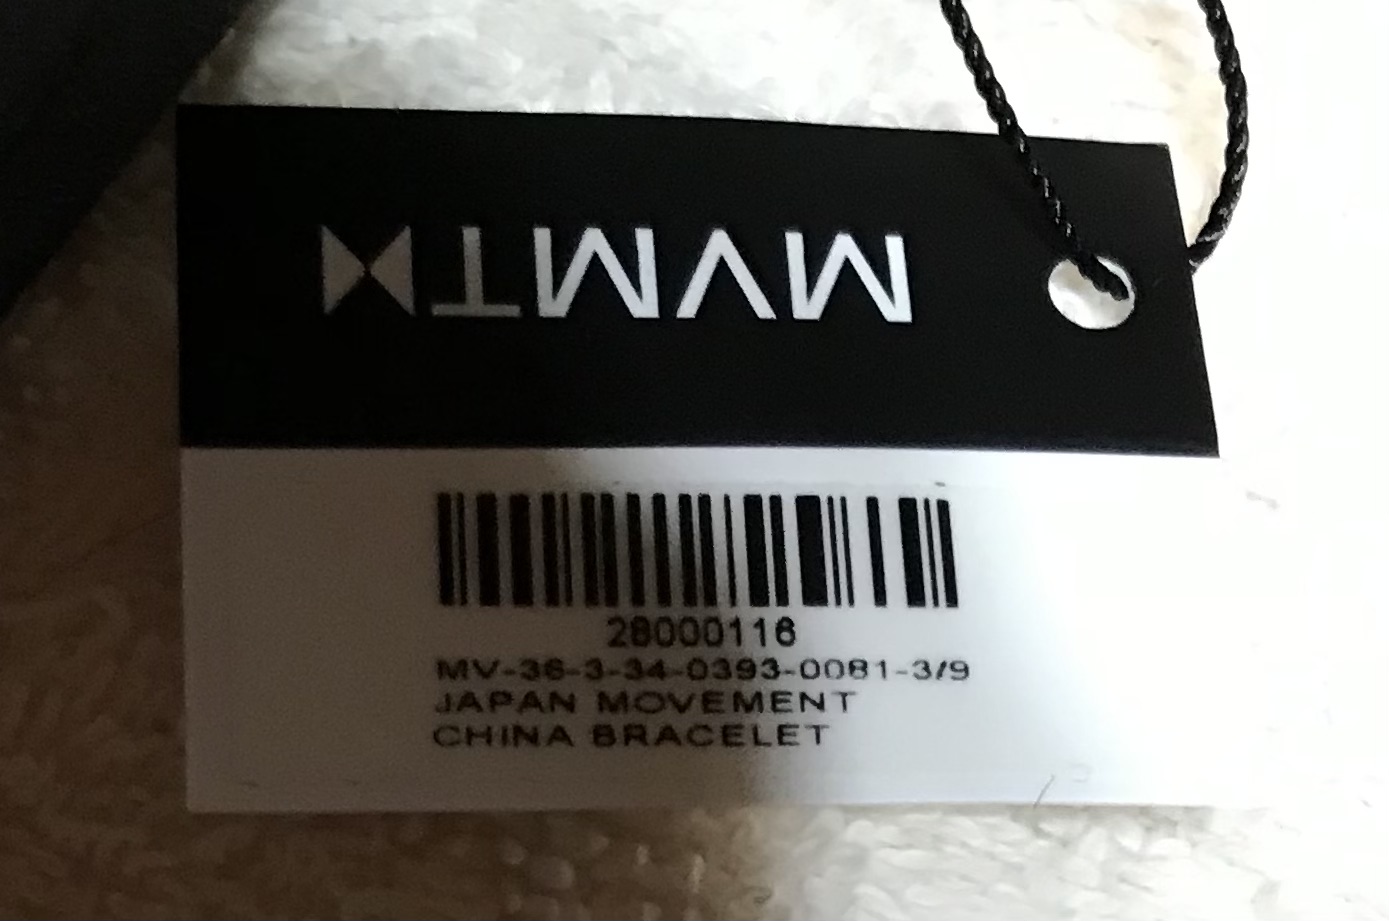 MVMT
28000116
MV-36-3-34-0393-0081-3/9
JAPAN MOVEMENT
CHINA BRACELET